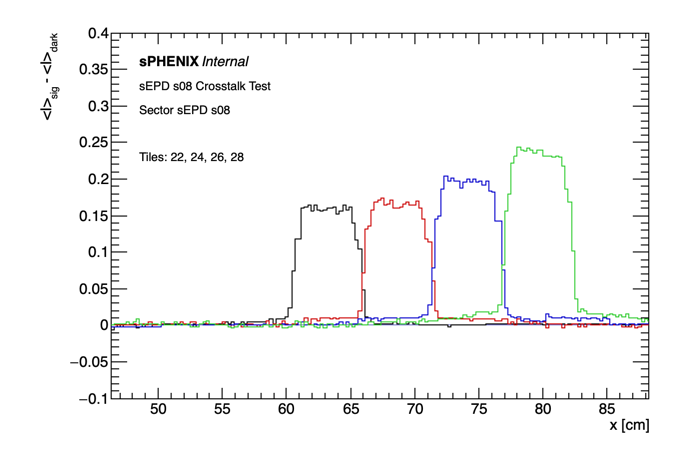 <I>sig - <I>dark
0.4
0.35
0.3
0.25
0.2
0.15
0.1
0.05
0
−0.05
−0.1
sPHENIX Internal
sEPD s08 Crosstalk Test
Sector sEPD s08
Tiles: 22, 24, 26, 28
50 55 60 65 70 75 80 85
x [cm]